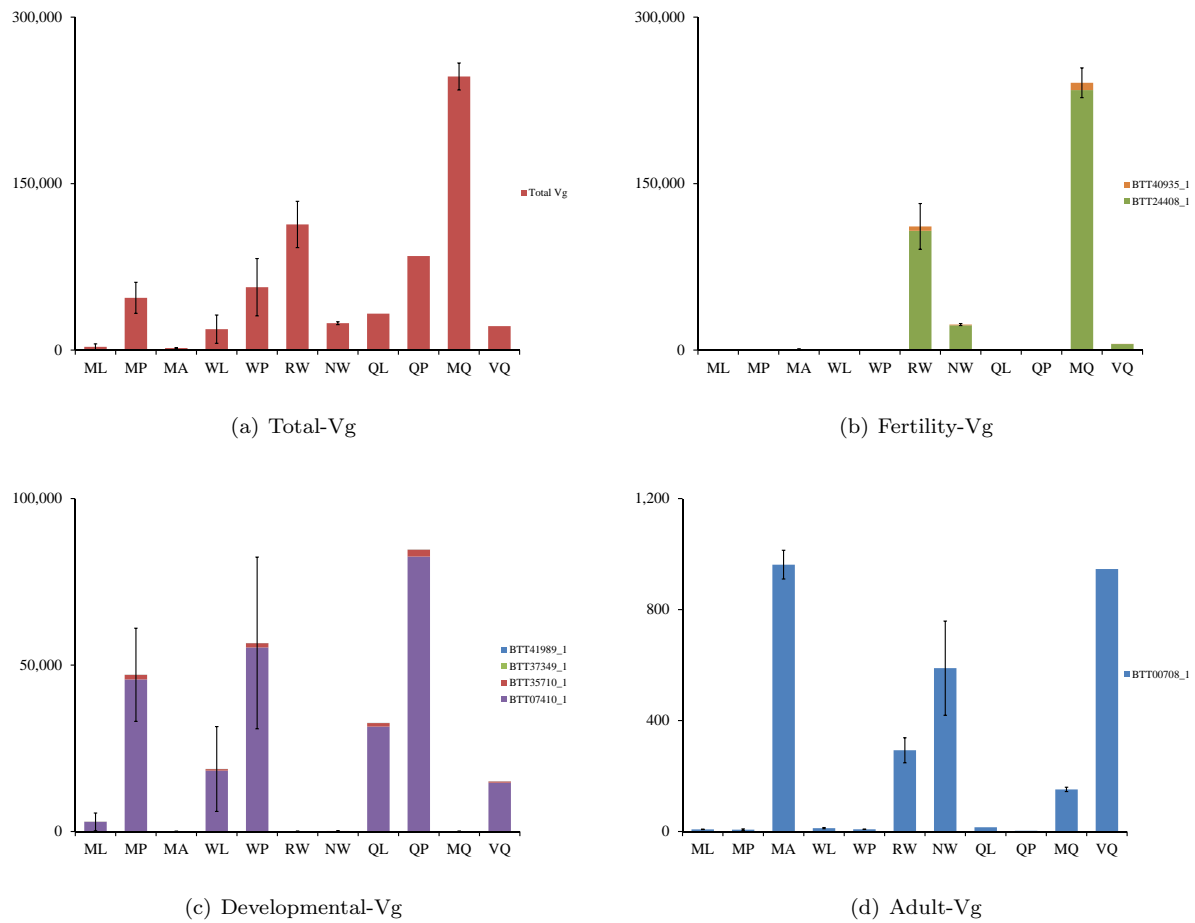 300,000
150,000
0
ML MP MA WL WP RW NW QL QP MQ VQ
Total Vg
(a) Total-Vg
300,000
150,000
0
ML MP MA WL WP RW NW QL QP MQ VQ
BTT40935_1
BTT24408_1
(b) Fertility-Vg
100,000
50,000
0
ML MP MA WL WP RW NW QL QP MQ VQ
BTT41989_1
BTT37349_1
BTT35710_1
BTT07410_1
(c) Developmental-Vg
1,200
800
400
0
ML MP MA WL WP RW NW QL QP MQ VQ
BTT00708_1
(d) Adult-Vg